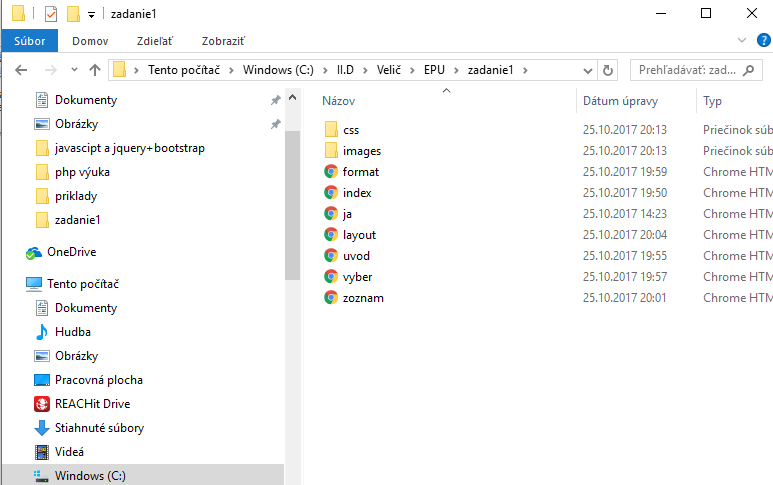 zadanie1
Súbor Domov Zdieľať Zobraziť
Tento počítač Windows (C:) II.D Velič EPU zadanie1 Prehľadávať: zad...
Dokumenty
Obrázky
javascipt a jquery+bootstrap
php výuka
priklady
zadanie1
OneDrive
Tento počítač
Dokumenty
Hudba
Obrázky
Pracovná plocha
REACHit Drive
Stiahnuté súbory
Videá
Windows (C:)
Názov Dátum úpravy Typ
css 25.10.2017 20:13 Priečinok súb
images 25.10.2017 20:13 Priečinok súb
format 25.10.2017 19:59 Chrome HTM
index 25.10.2017 19:50 Chrome HTM
ja 25.10.2017 14:23 Chrome HTM
layout 25.10.2017 20:04 Chrome HTM
uvod 25.10.2017 19:55 Chrome HTM
vyber 25.10.2017 19:57 Chrome HTM
zoznam 25.10.2017 20:01 Chrome HTM